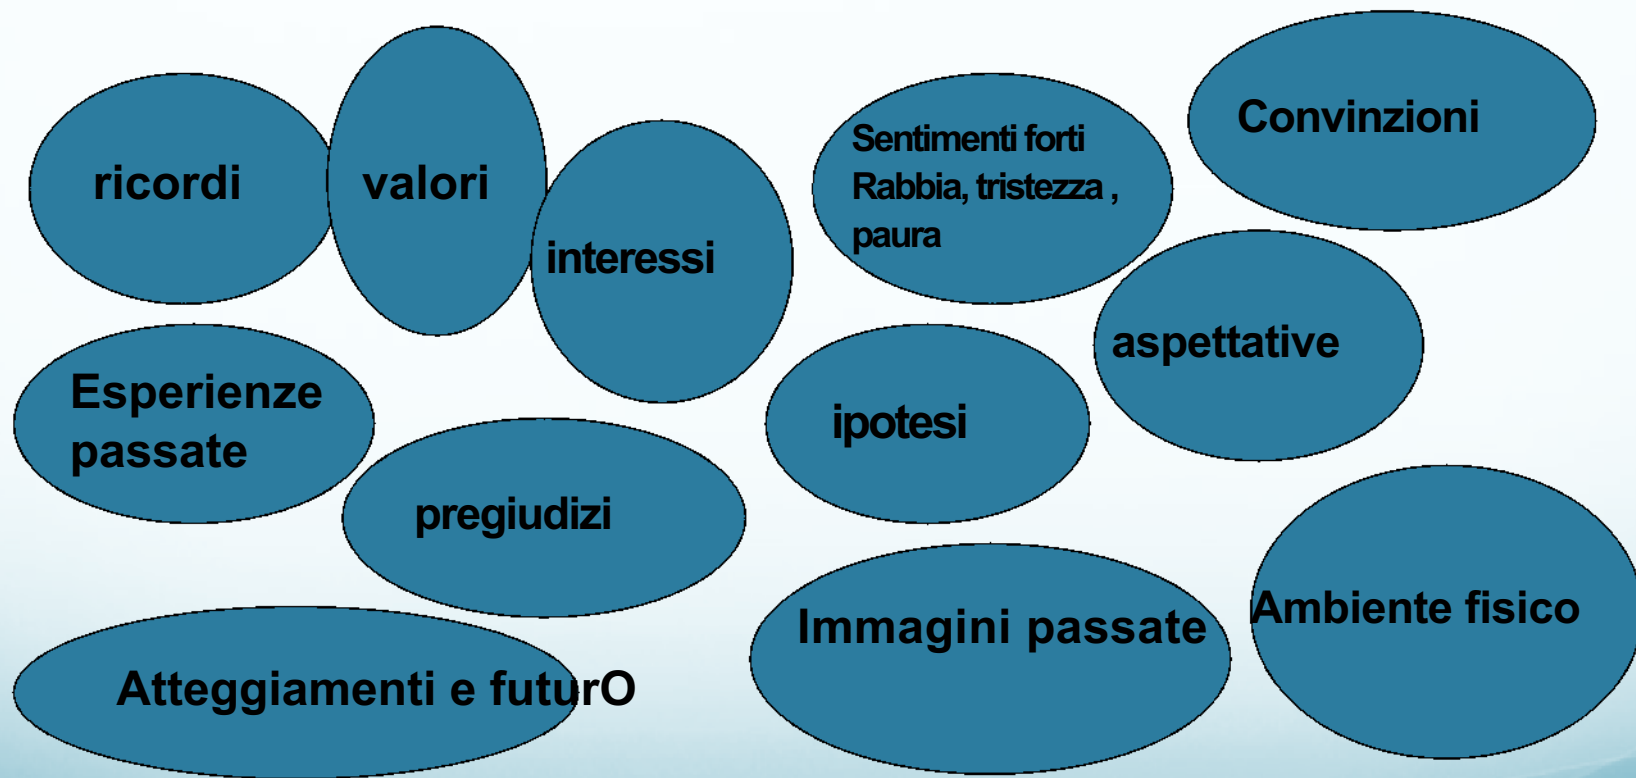 ricordi
valori
interessi
Sentimenti forti
Rabbia, tristezza ,
paura
Convinzioni
aspettative
Esperienze
passate
pregiudizi
ipotesi
Atteggiamenti e futurO
Immagini passate
Ambiente fisico